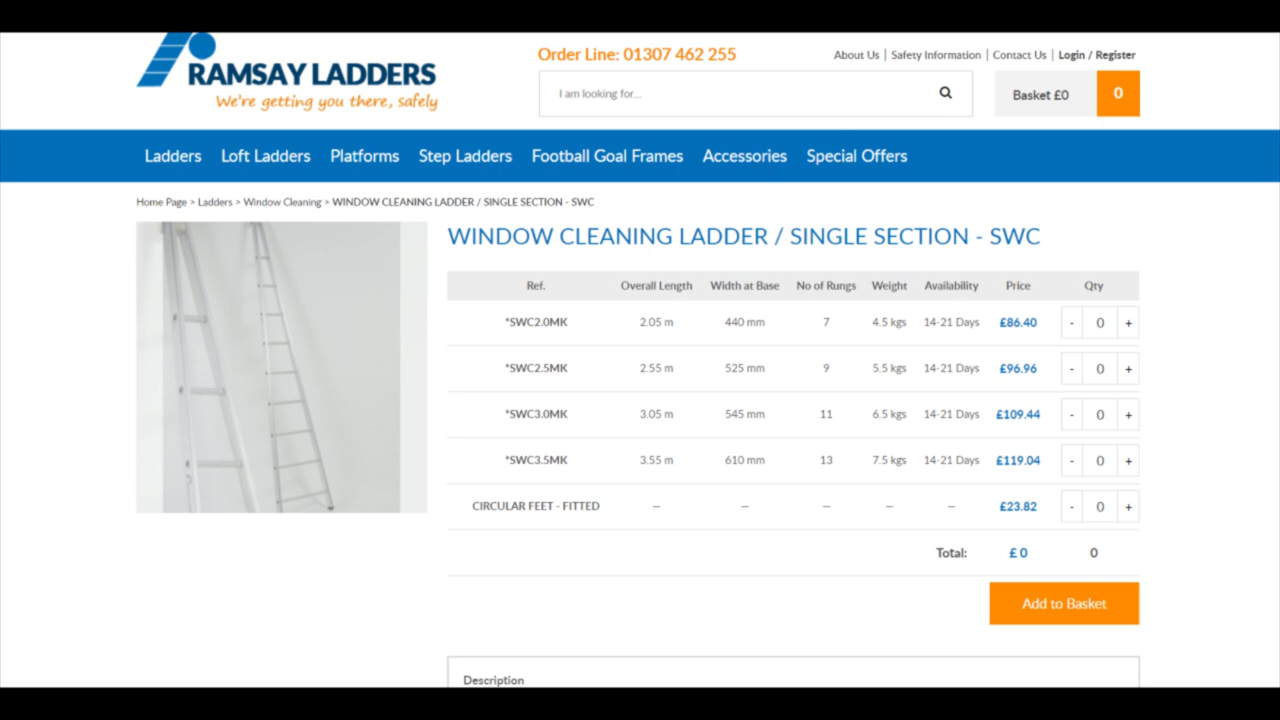 RAMSAY LADDERS
We're getting you there, safely
Order Line: 01307 462 255
About Us | Safety Information | Contact Us | Login / Register
I am looking for...
Basket £0
0
Ladders Loft Ladders Platforms Step Ladders Football Goal Frames Accessories Special Offers
Home Page > Ladders > Window Cleaning > WINDOW CLEANING LADDER / SINGLE SECTION - SWC
WINDOW CLEANING LADDER / SINGLE SECTION - SWC
Ref. Overall Length Width at Base No of Rungs Weight Availability Price Qty
*SWC2.0MK 2.05 m 440 mm 7 4.5 kgs 14-21 Days £86.40 - 0 +
*SWC2.5MK 2.55 m 525 mm 9 5.5 kgs 14-21 Days £96.96 - 0 +
*SWC3.0MK 3.05 m 545 mm 11 6.5 kgs 14-21 Days £109.44 - 0 +
*SWC3.5MK 3.55 m 610 mm 13 7.5 kgs 14-21 Days £119.04 - 0 +
CIRCULAR FEET - FITTED – – – – – £23.82 - 0 +
Total: £ 0 0
Add to Basket
Description